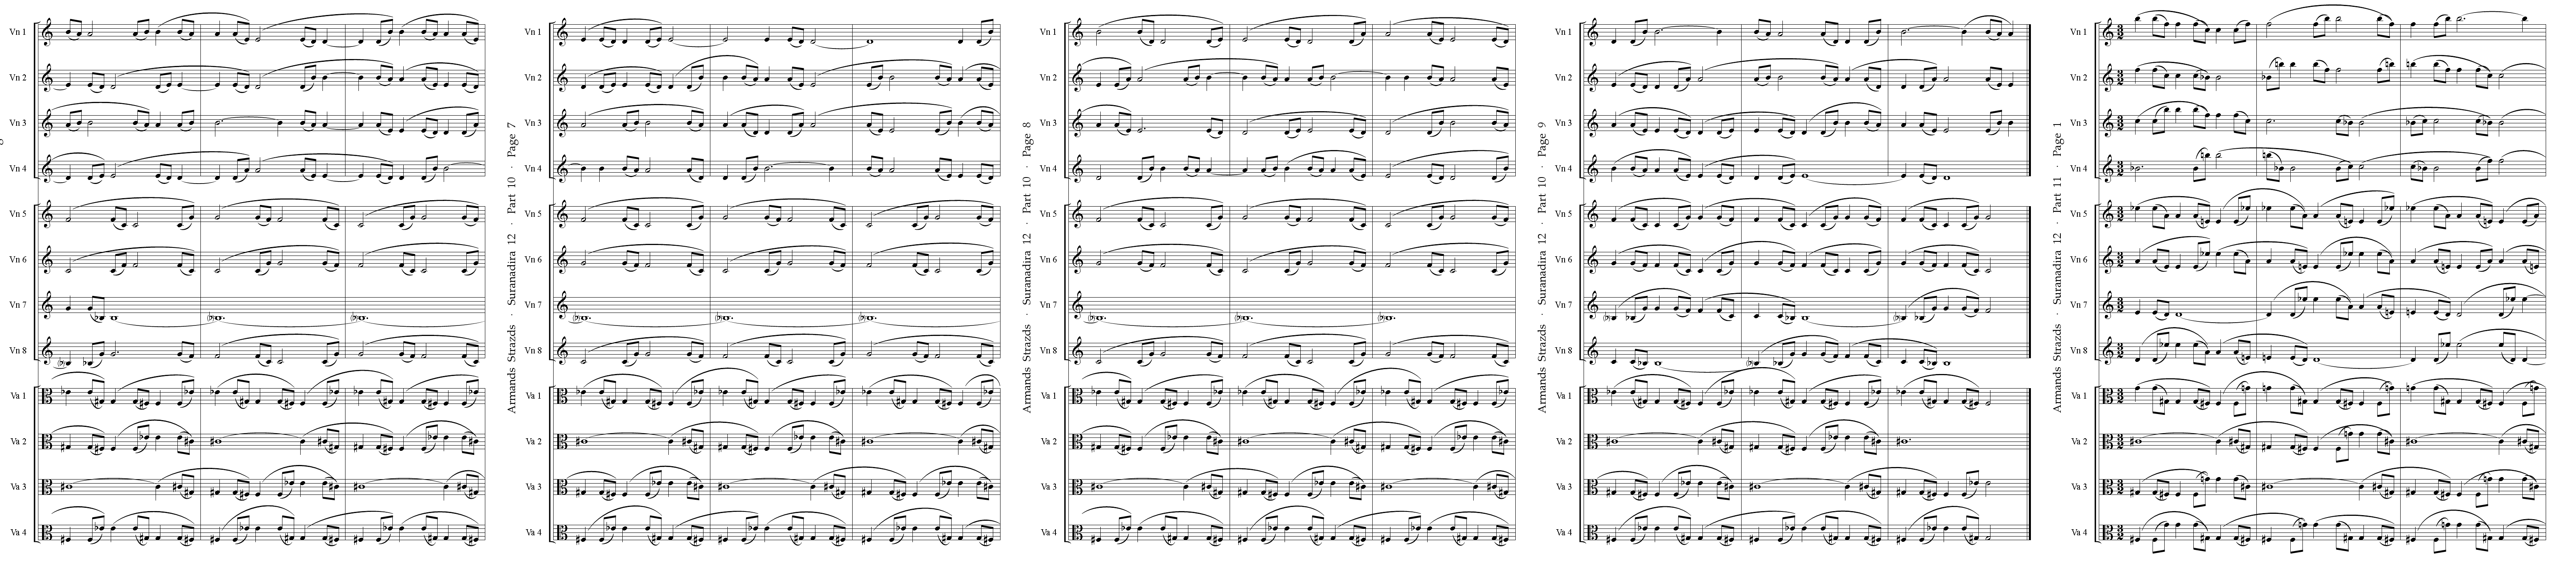 Vn 1
Vn 2
Vn 3
Vn 4
Vn 5
Vn 6
Vn 7
Vn 8
Va 1
Va 2
Va 3
Va 4
Armands Strazds · Suranadira 12 · Part 10 · Page 7
Vn 1
Vn 2
Vn 3
Vn 4
Vn 5
Vn 6
Vn 7
Vn 8
Va 1
Va 2
Va 3
Va 4
Armands Strazds · Suranadira 12 · Part 10 · Page 8
Vn 1
Vn 2
Vn 3
Vn 4
Vn 5
Vn 6
Vn 7
Vn 8
Va 1
Va 2
Va 3
Va 4
Armands Strazds · Suranadira 12 · Part 10 · Page 9
Vn 1
Vn 2
Vn 3
Vn 4
Vn 5
Vn 6
Vn 7
Vn 8
Va 1
Va 2
Va 3
Va 4
Armands Strazds · Suranadira 12 · Part 11 · Page 1
Vn 1
Vn 2
Vn 3
Vn 4
Vn 5
Vn 6
Vn 7
Vn 8
Va 1
Va 2
Va 3
Va 4